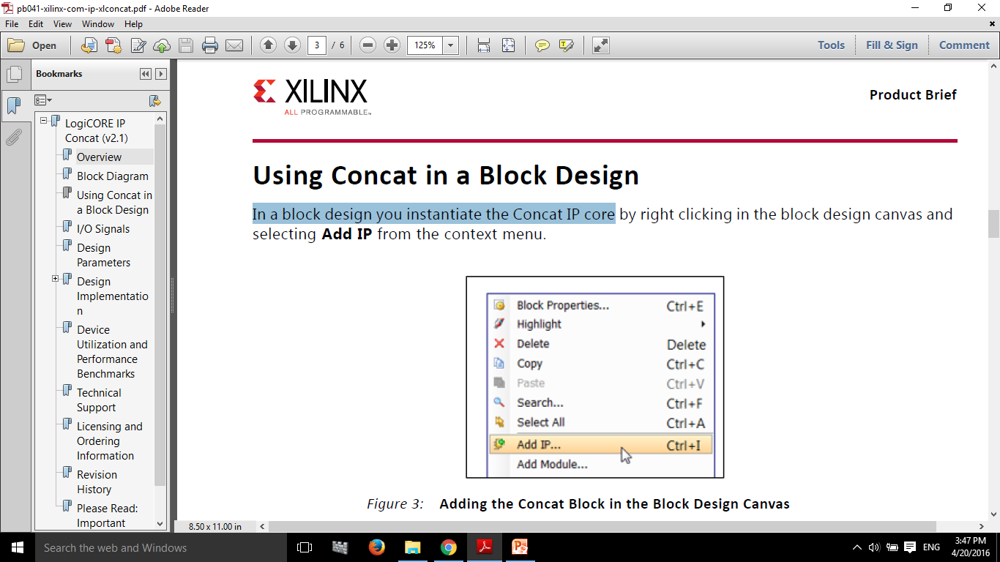 pb041-xilinx-com-ip-xlconcat.pdf - Adobe Reader
File Edit View Window Help
Open 3 / 6 125% Tools Fill & Sign Comment
Bookmarks
LogiCORE IP
Concat (v2.1)
Overview
Block Diagram
Using Concat in
a Block Design
I/O Signals
Design
Parameters
Design
Implementatio
n
Device
Utilization and
Performance
Benchmarks
Technical
Support
Licensing and
Ordering
Information
Revision
History
Please Read:
Important
XILINX
ALL PROGRAMMABLE™
Product Brief
Using Concat in a Block Design
In a block design you instantiate the Concat IP core by right clicking in the block design canvas and
selecting Add IP from the context menu.
Block Properties... Ctrl+E
Highlight
Delete Delete
Copy Ctrl+C
Paste Ctrl+V
Search... Ctrl+F
Select All Ctrl+A
Add IP... Ctrl+I
Add Module...
Figure 3: Adding the Concat Block in the Block Design Canvas
8.50 x 11.00 in
Search the web and Windows
ENG
3:47 PM
4/20/2016